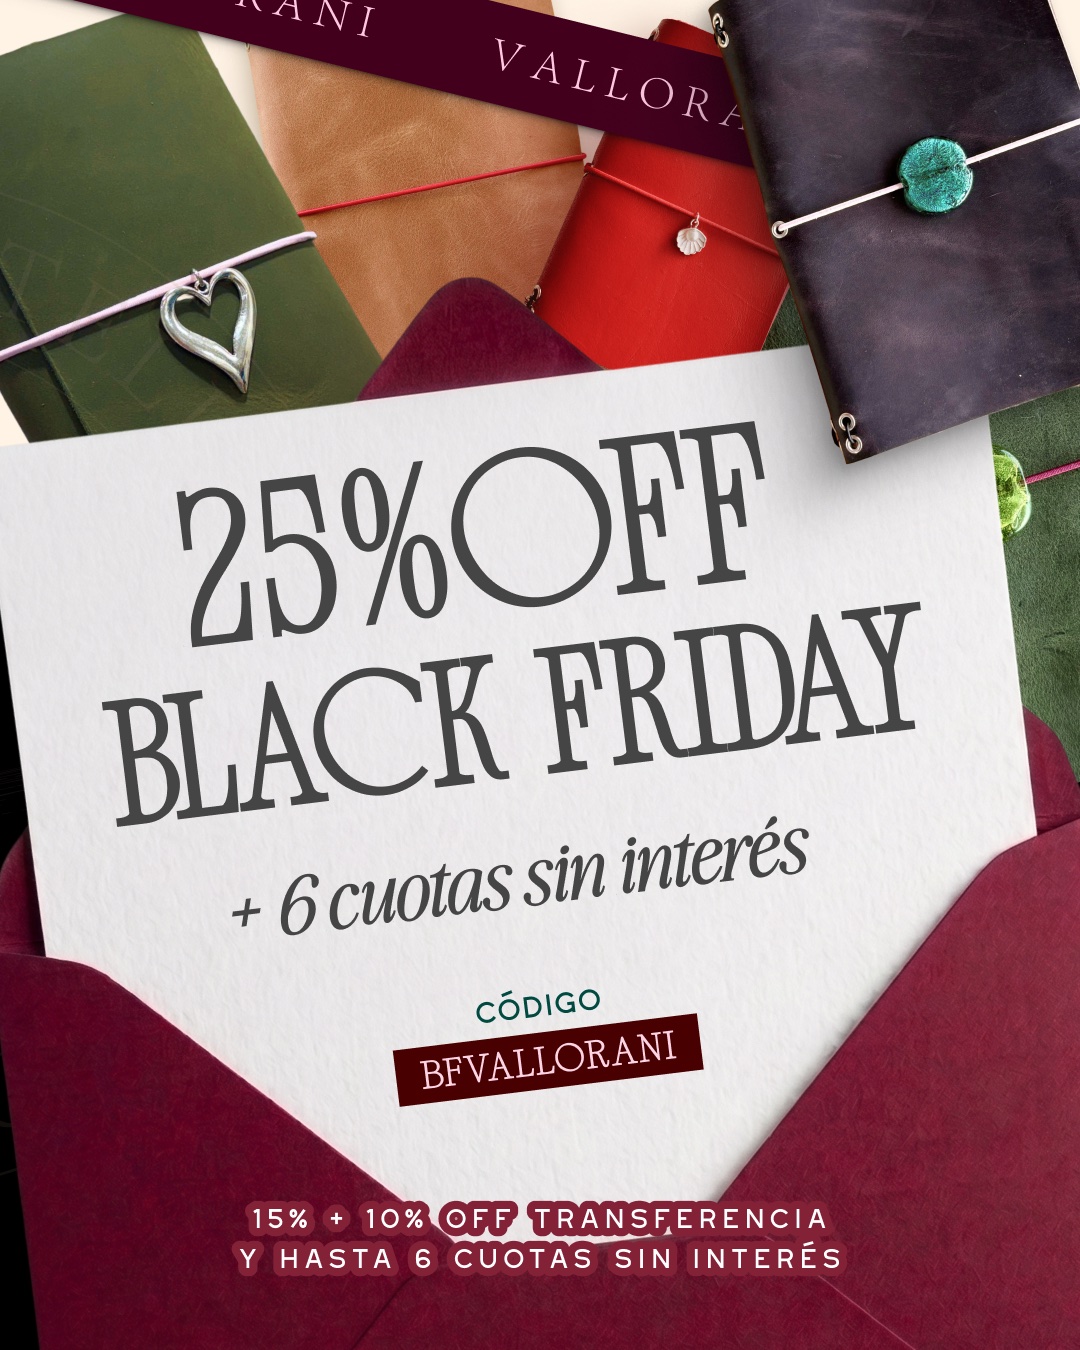 VALLORA
25%OFF
BLACK FRIDAY
+ 6 cuotas sin interés
CÓDIGO
BFVALLORANI
15% + 10% OFF TRANSFERENCIA
Y HASTA 6 CUOTAS SIN INTERÉS